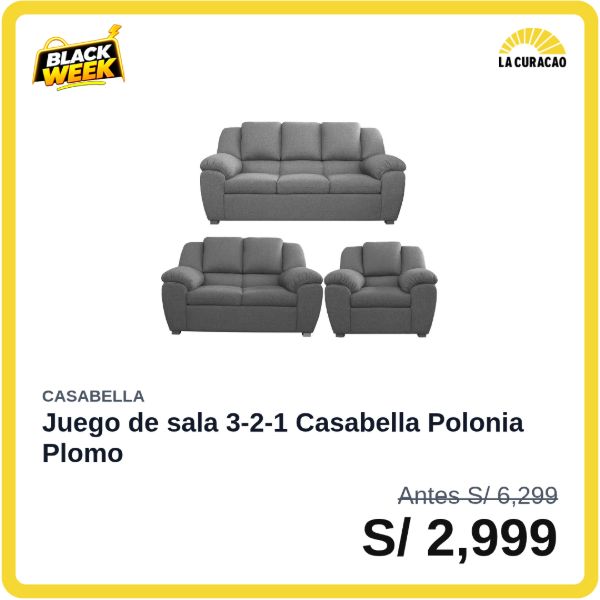 BLACK
WEEK
LA CURACAO
CASABELLA
Juego de sala 3-2-1 Casabella Polonia
Plomo
Antes S/ 6,299
S/ 2,999